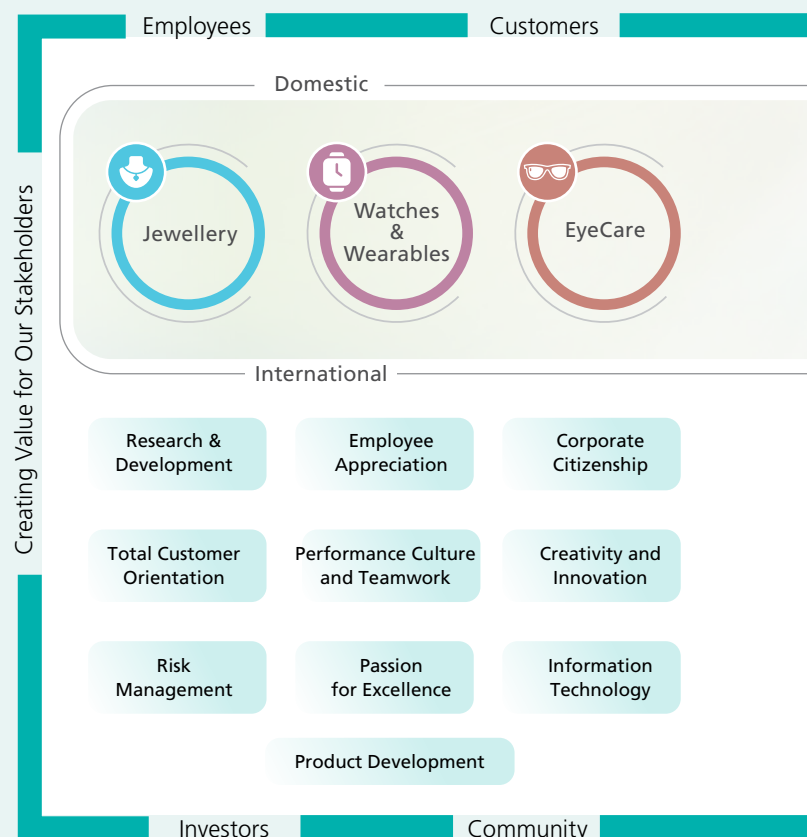 Employees
Customers
Creating Value for Our Stakeholders
Domestic
Jewellery
Watches
&
Wearables
EyeCare
International
Research &
Development
Employee
Appreciation
Corporate
Citizenship
Total Customer
Orientation
Performance Culture
and Teamwork
Creativity and
Innovation
Risk
Management
Passion
for Excellence
Information
Technology
Product Development
Investors
Community